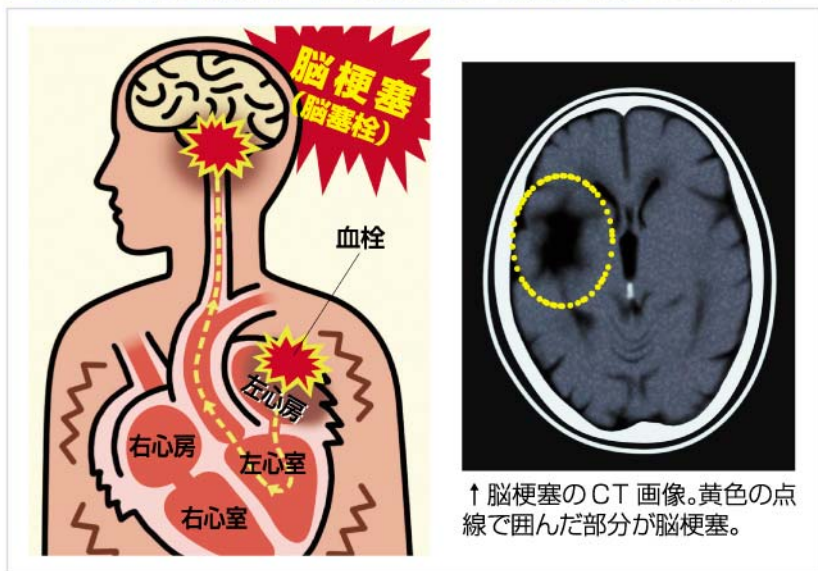 脳梗塞
(脳塞栓)
血栓
左心房
右心房
左心室
右心室
↑脳梗塞のCT画像。黄色の点
線で囲んだ部分が脳梗塞。